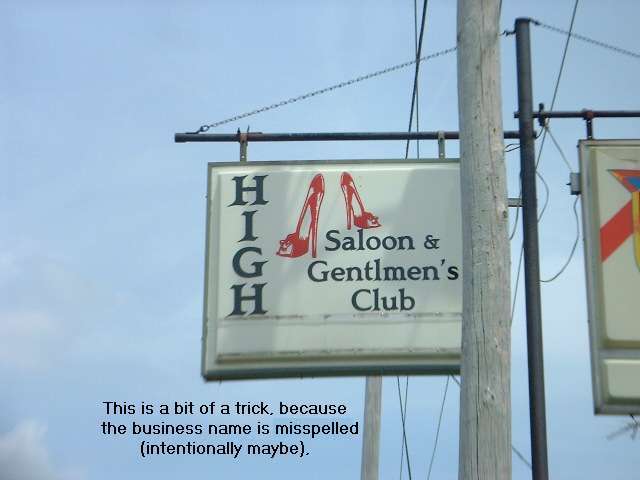 HIGH
Saloon &
Gentlmen's
Club
This is a bit of a trick, because
the business name is misspelled
(intentionally maybe).